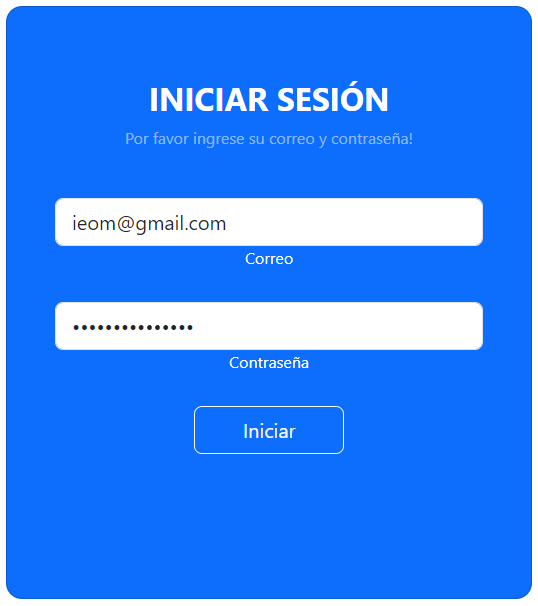 INICIAR SESIÓN
Por favor ingrese su correo y contraseña!
ieom@gmail.com
Correo
•••••••••••••••
Contraseña
Iniciar